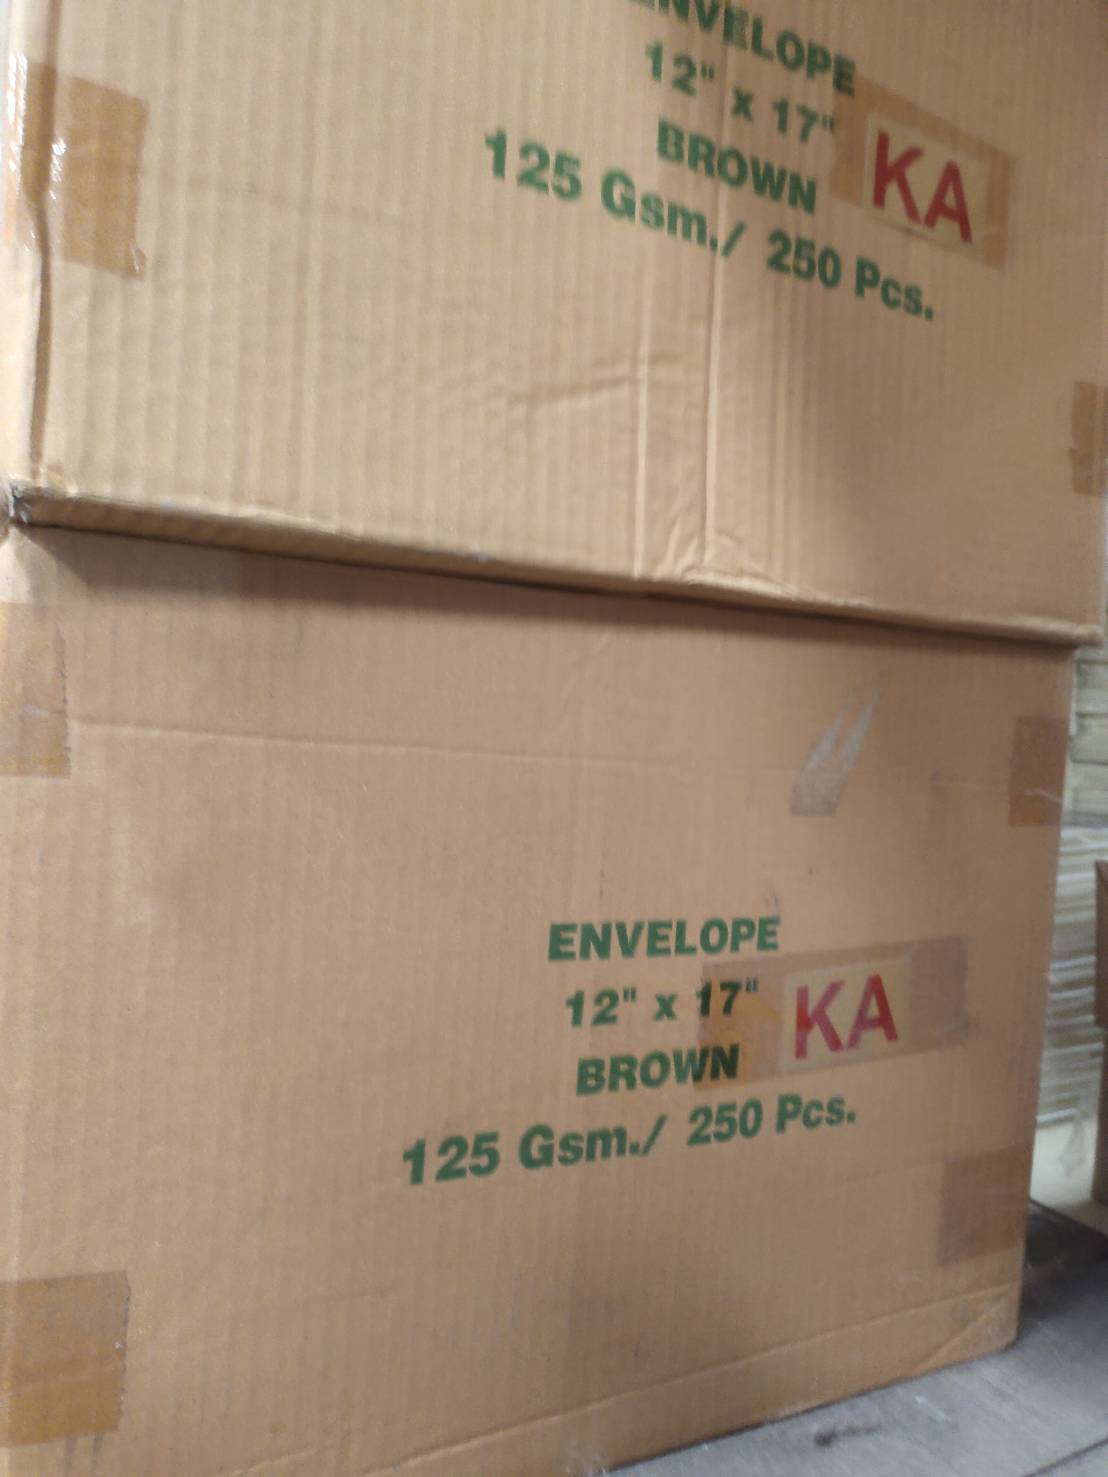 ENVELOPE
12" x 17"
BROWN
KA
125 Gsm./ 250 Pcs.
ENVELOPE
12" x 17"
BROWN
KA
125 Gsm./ 250 Pcs.